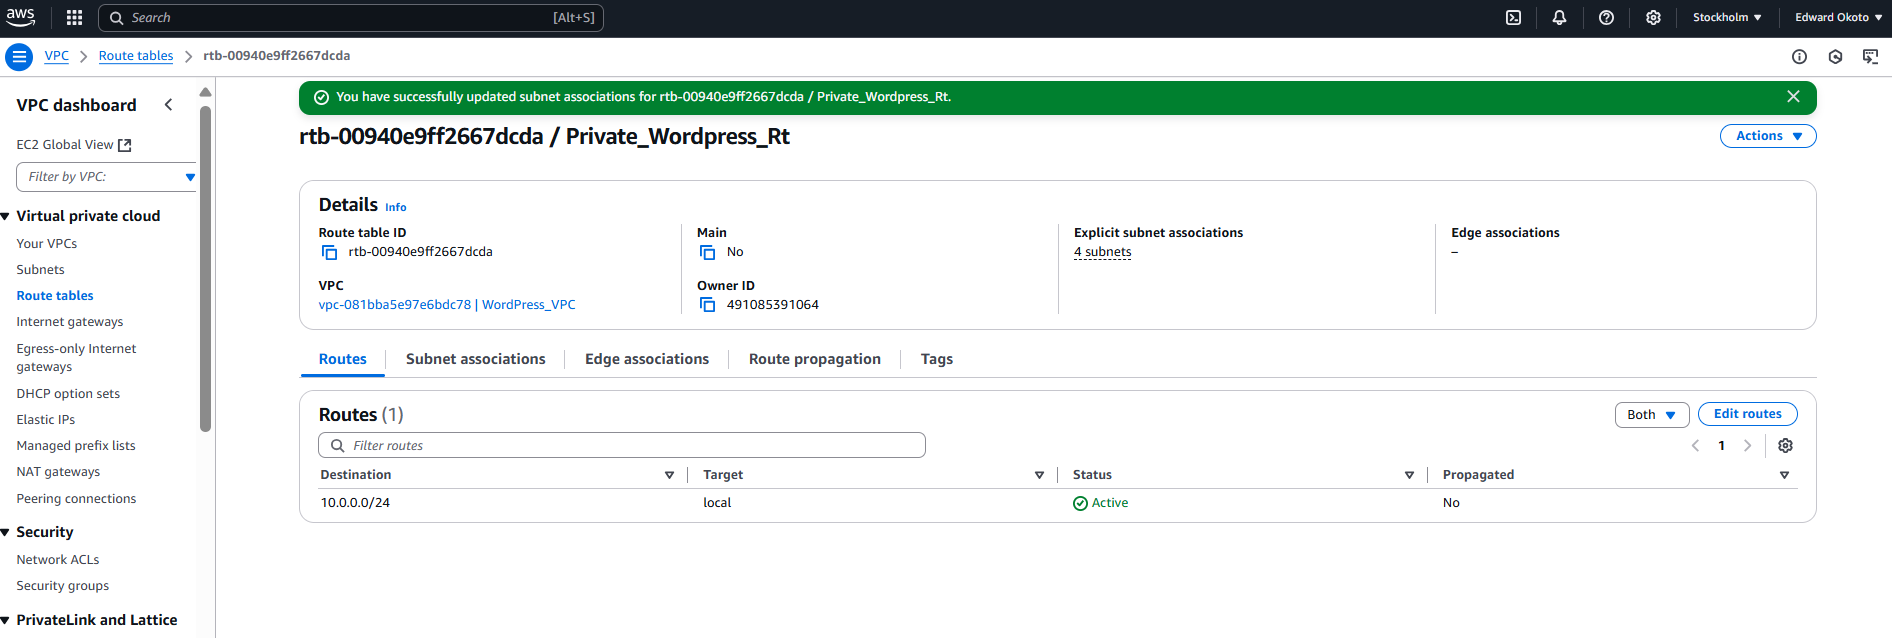 aws
Search [Alt+S]
Stockholm
Edward Okoto
VPC
Route tables
rtb-00940e9ff2667dcda
VPC dashboard
EC2 Global View
Filter by VPC:
Virtual private cloud
Your VPCs
Subnets
Route tables
Internet gateways
Egress-only Internet
gateways
DHCP option sets
Elastic IPs
Managed prefix lists
NAT gateways
Peering connections
Security
Network ACLs
Security groups
PrivateLink and Lattice
You have successfully updated subnet associations for rtb-00940e9ff2667dcda / Private_Wordpress_Rt.
rtb-00940e9ff2667dcda / Private_Wordpress_Rt
Actions
Details Info
Route table ID
rtb-00940e9ff2667dcda
Main
No
Explicit subnet associations
4 subnets
Edge associations
–
VPC
vpc-081bba5e97e6bdc78 | WordPress_VPC
Owner ID
491085391064
Routes
Subnet associations
Edge associations
Route propagation
Tags
Routes (1)
Both
Edit routes
Filter routes
1
Destination Target Status Propagated
10.0.0.0/24 local Active No